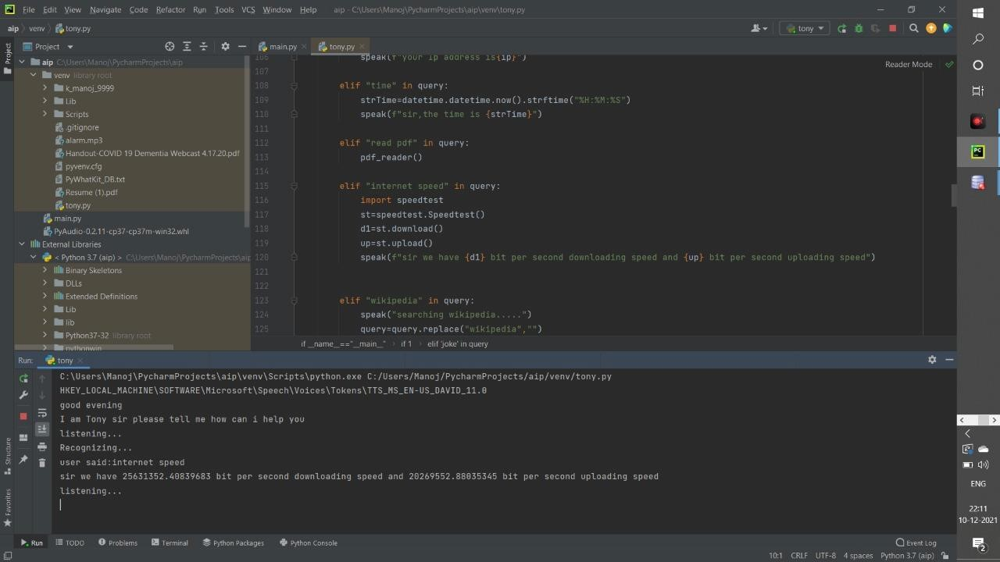 File Edit View Navigate Code Refactor Run Tools VCS Window Help aip - C:\Users\Manoj\PycharmProjects\aip\venv\tony.py
aip venv tony.py tony
Project main.py tony.py
Project
Reader Mode
aip C:\Users\Manoj\PycharmProjects\aip
venv library root
k_manoj_9999
Lib
Scripts
.gitignore
alarm.mp3
Handout-COVID 19 Dementia Webcast 4.17.20.pdf
pyvenv.cfg
PyWhatKit_DB.txt
Resume (1).pdf
tony.py
main.py
PyAudio-0.2.11-cp37-cp37m-win32.whl
External Libraries
< Python 3.7 (aip) > C:\Users\Manoj\PycharmProjects\aip
Binary Skeletons
DLLs
Extended Definitions
Lib
lib
Python37-32 library root
pythonwin
106 speak(f"your ip address is{ip}")
107
108 elif "time" in query:
109 strTime=datetime.datetime.now().strftime("%H:%M:%S")
110 speak(f"sir,the time is {strTime}")
111
112 elif "read pdf" in query:
113 pdf_reader()
114
115 elif "internet speed" in query:
116 import speedtest
117 st=speedtest.Speedtest()
118 d1=st.download()
119 up=st.upload()
120 speak(f"sir we have {d1} bit per second downloading speed and {up} bit per second uploading speed")
121
122
123 elif "wikipedia" in query:
124 speak("searching wikipedia.....")
125 query=query.replace("wikipedia","")
if __name__=="__main__" › if 1 › elif 'joke' in query
Run: tony
C:\Users\Manoj\PycharmProjects\aip\venv\Scripts\python.exe C:/Users/Manoj/PycharmProjects/aip/venv/tony.py
HKEY_LOCAL_MACHINE\SOFTWARE\Microsoft\Speech\Voices\Tokens\TTS_MS_EN-US_DAVID_11.0
good evening
I am Tony sir please tell me how can i help you
listening...
Recognizing...
user said:internet speed
sir we have 25631352.40839683 bit per second downloading speed and 20269552.88035345 bit per second uploading speed
listening...
Structure
Favorites
Run TODO Problems Terminal Python Packages Python Console Event Log
10:1 CRLF UTF-8 4 spaces Python 3.7 (aip)
PC
ENG
22:11
10-12-2021
2